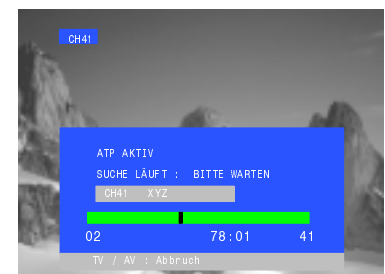 CH41
ATP AKTIV
SUCHE LÄUFT : BITTE WARTEN
CH41 XYZ
02 78:01 41
TV / AV : Abbruch